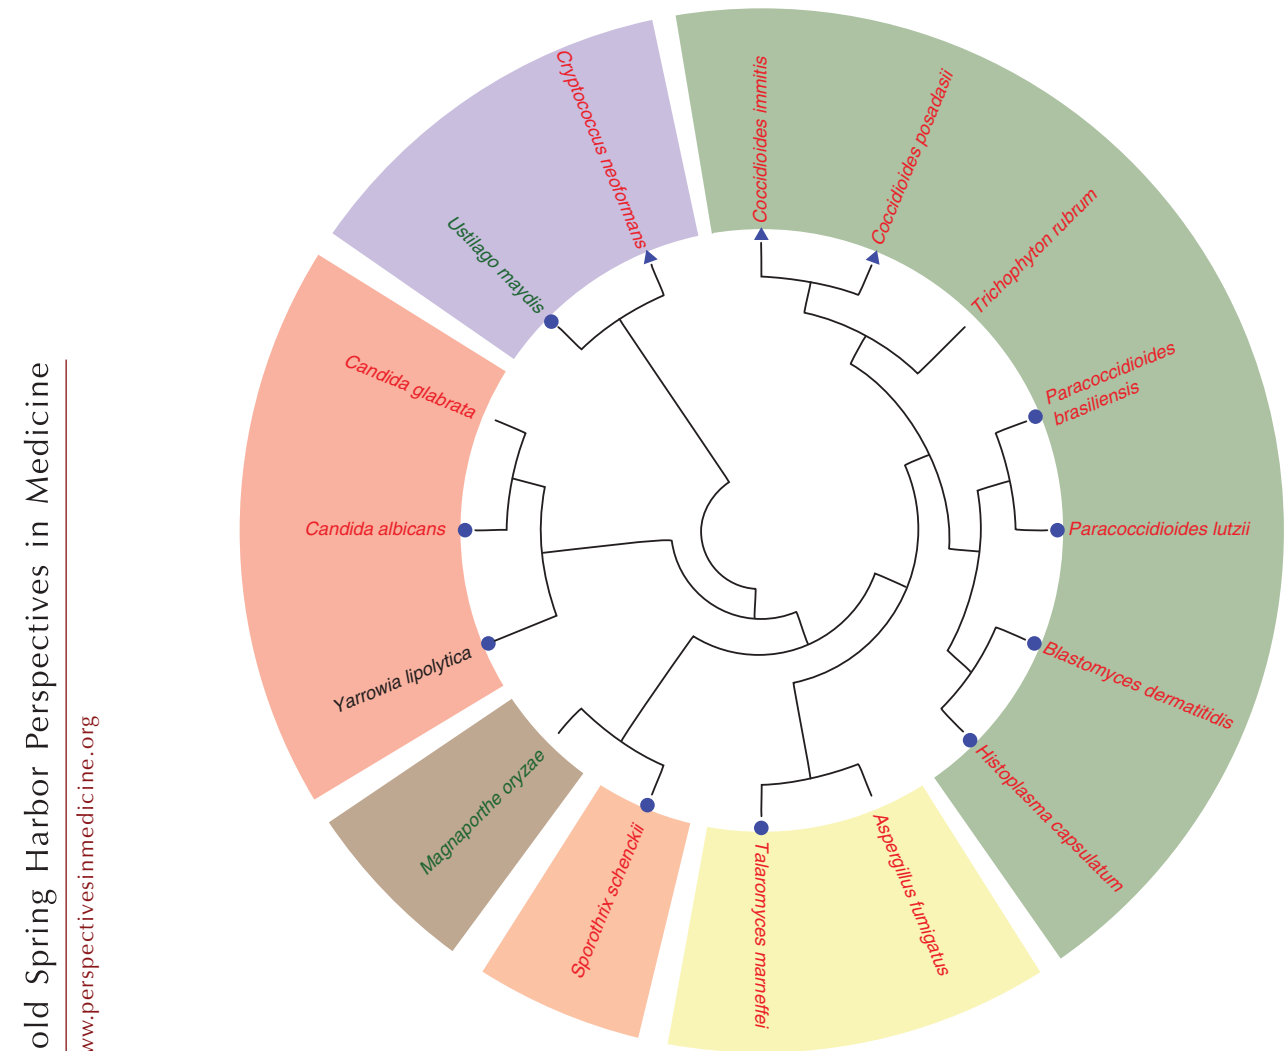 old Spring Harbor Perspectives in Medicine
ww.perspectivesinmedicine.org
Cryptococcus neoformans
Ustilago maydis
Candida glabrata
Candida albicans
Yarrowia lipolytica
Magnaporthe oryzae
Sporothrix schenckii
Talaromyces marneffei
Aspergillus fumigatus
Histoplasma capsulatum
Blastomyces dermatitidis
Paracoccidioides lutzii
Paracoccidioides
brasiliensis
Trichophyton rubrum
Coccidioides posadasii
Coccidioides immitis